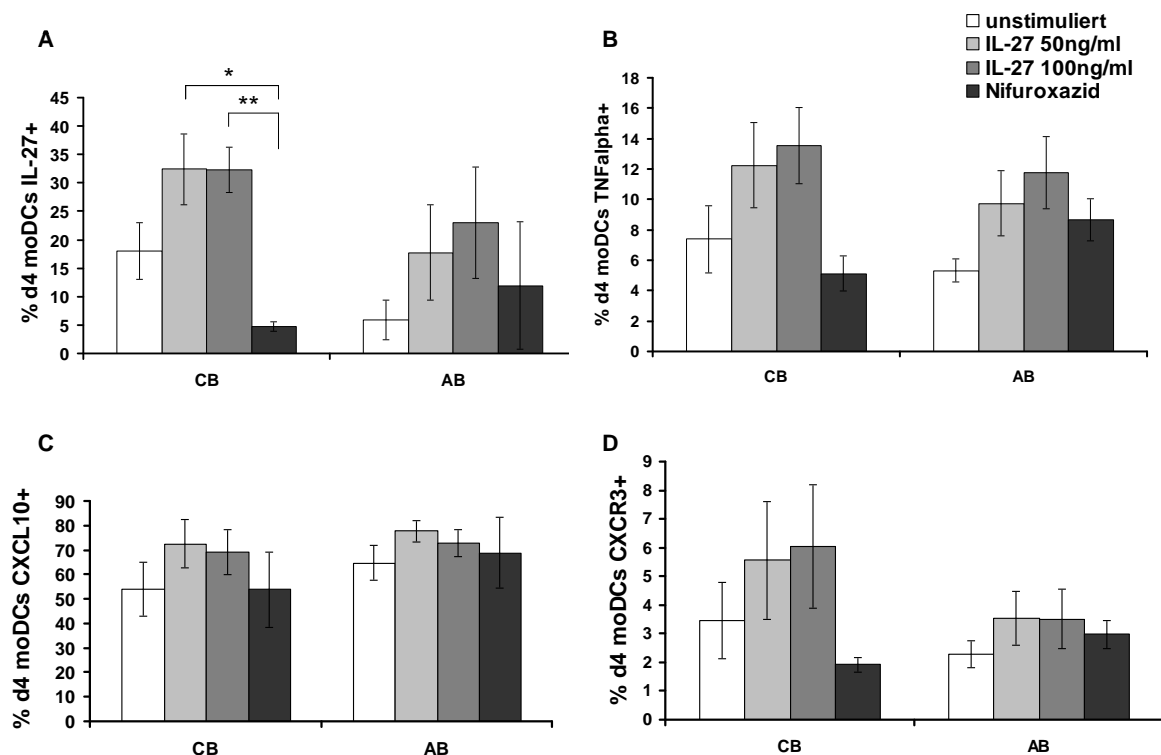 unstimuliert
IL-27 50ng/ml
IL-27 100ng/ml
Nifuroxazid
A
*
**
% d4 moDCs IL-27+
45
40
35
30
25
20
15
10
5
0
CB
AB
B
% d4 moDCs TNFalpha+
18
16
14
12
10
8
6
4
2
0
CB
AB
C
% d4 moDCs CXCL10+
90
80
70
60
50
40
30
20
10
0
CB
AB
D
% d4 moDCs CXCR3+
9
8
7
6
5
4
3
2
1
0
CB
AB